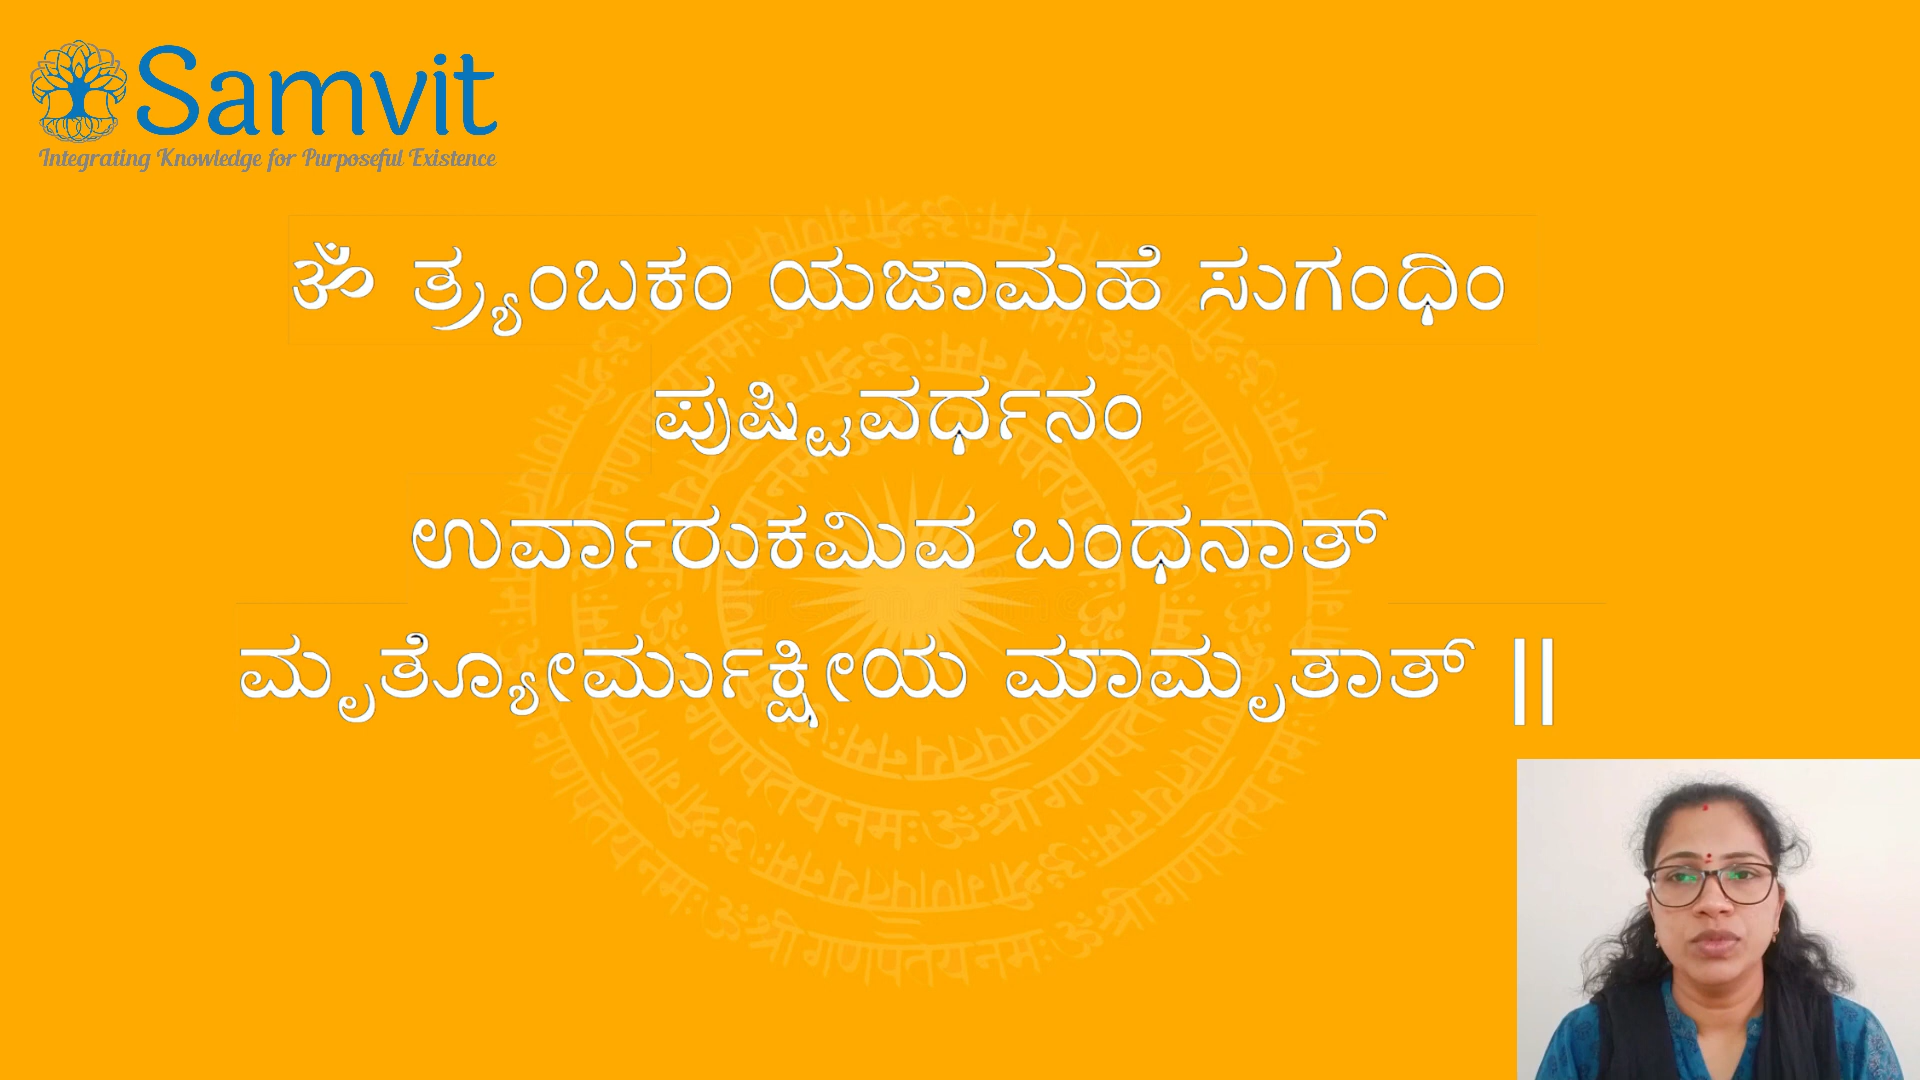 Samvit
Integrating Knowledge for Purposeful Existence
ॐ ತ್ರ್ಯಂಬಕಂ ಯಜಾಮಹೆ ಸುಗಂಧಿಂ
ಪುಷ್ಟಿವರ್ಧನಂ
ಉರ್ವಾರುಕಮಿವ ಬಂಧನಾತ್
ಮೃತ್ಯೋರ್ಮುಕ್ಷೀಯ ಮಾಮೃತಾತ್ ||